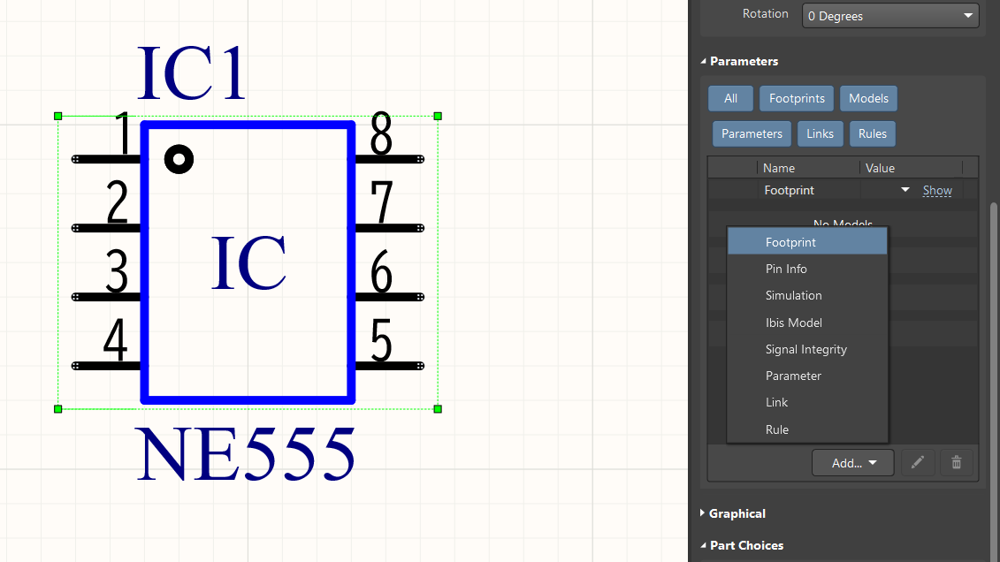 IC1
1 8
2 7
3 6
4 5
IC
NE555
Rotation 0 Degrees
Parameters
All Footprints Models
Parameters Links Rules
Name Value
Footprint Show
No Models
Footprint
Pin Info
Simulation
Ibis Model
Signal Integrity
Parameter
Link
Rule
Add...
Graphical
Part Choices